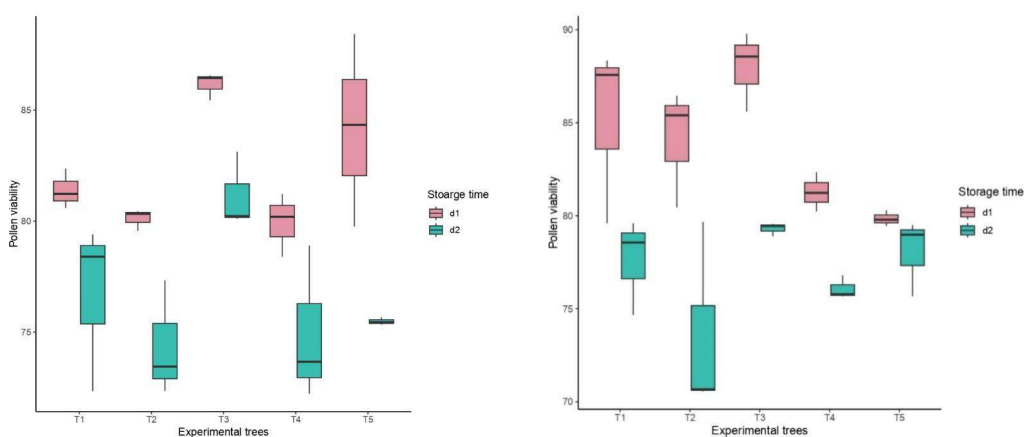 85
80
75
Pollen viability
T1 T2 T3 T4 T5
Experimental trees
Stoarge time
d1
d2
90
85
80
75
70
Pollen viability
T1 T2 T3 T4 T5
Experimental trees
Storage time
d1
d2